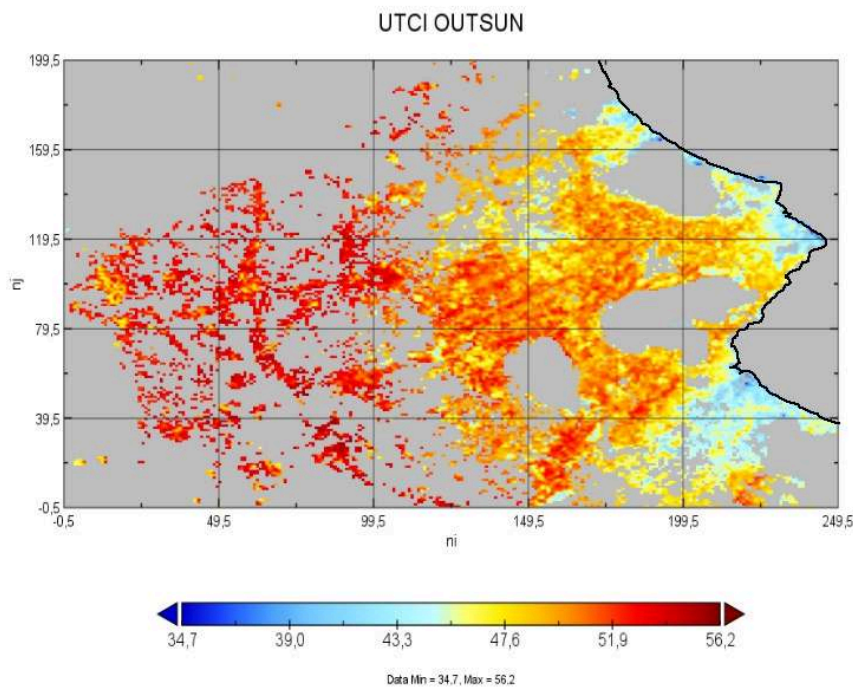 UTCI OUTSUN
199,5
159,5
119,5
nj
79,5
39,5
-0,5
-0,5 49,5 99,5 149,5 199,5 249,5
ni
34,7 39,0 43,3 47,6 51,9 56,2
Data Min = 34.7, Max = 56.2